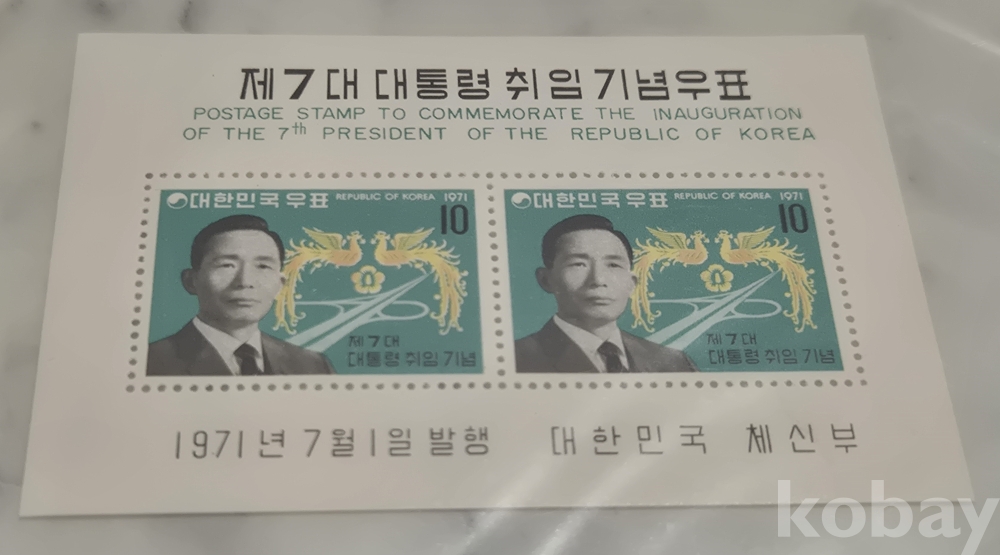 제7대 대통령 취임 기념우표
POSTAGE STAMP TO COMMEMORATE THE INAUGURATION
OF THE 7th PRESIDENT OF THE REPUBLIC OF KOREA
대한민국우표 REPUBLIC OF KOREA 1971
10
제7대
대통령 취임 기념
대한민국우표 REPUBLIC OF KOREA 1971
10
제7대
대통령 취임 기념
1971년 7월 1일 발행 대한민국 체신부
kobay